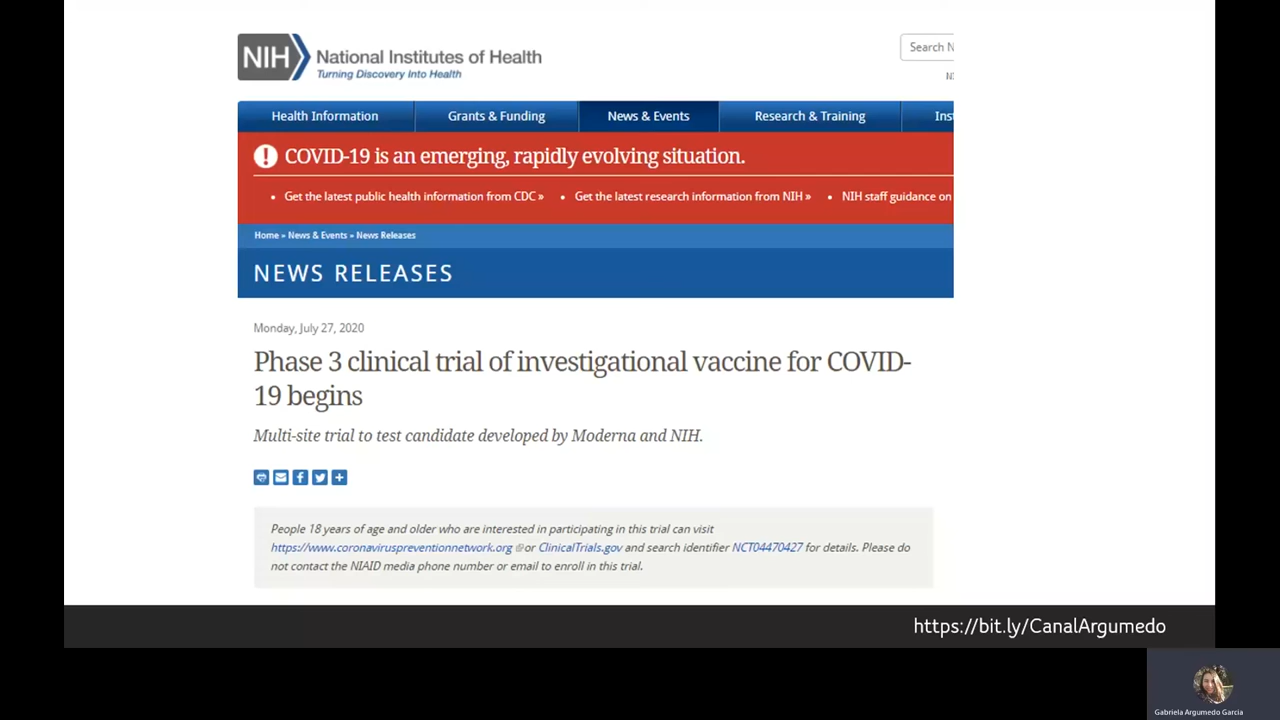 NIH National Institutes of Health
Turning Discovery Into Health
Search N
NI
Health Information Grants & Funding News & Events Research & Training Inst
! COVID-19 is an emerging, rapidly evolving situation.
• Get the latest public health information from CDC » • Get the latest research information from NIH » • NIH staff guidance on
Home » News & Events » News Releases
NEWS RELEASES
Monday, July 27, 2020
Phase 3 clinical trial of investigational vaccine for COVID-
19 begins
Multi-site trial to test candidate developed by Moderna and NIH.
People 18 years of age and older who are interested in participating in this trial can visit
https://www.coronaviruspreventionnetwork.org or ClinicalTrials.gov and search identifier NCT04470427 for details. Please do
not contact the NIAID media phone number or email to enroll in this trial.
https://bit.ly/CanalArgumedo
Gabriela Argumedo Garcia